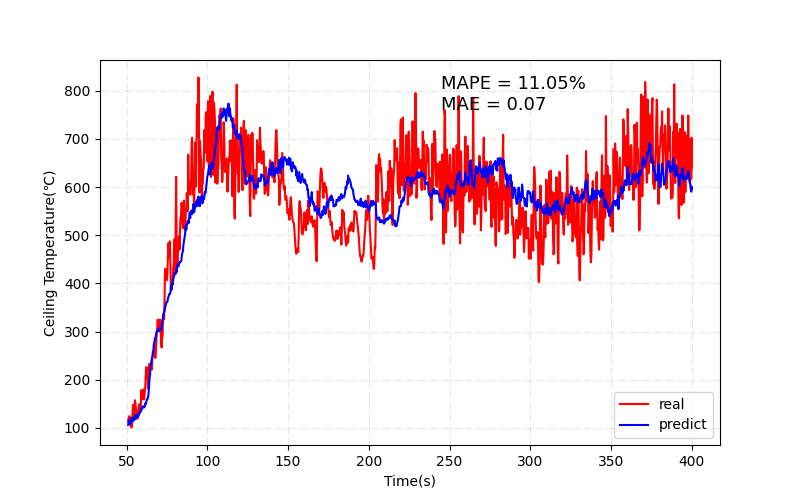 MAPE = 11.05%
MAE = 0.07
Ceiling Temperature(℃)
800
700
600
500
400
300
200
100
50
100
150
200
250
300
350
400
Time(s)
real
predict